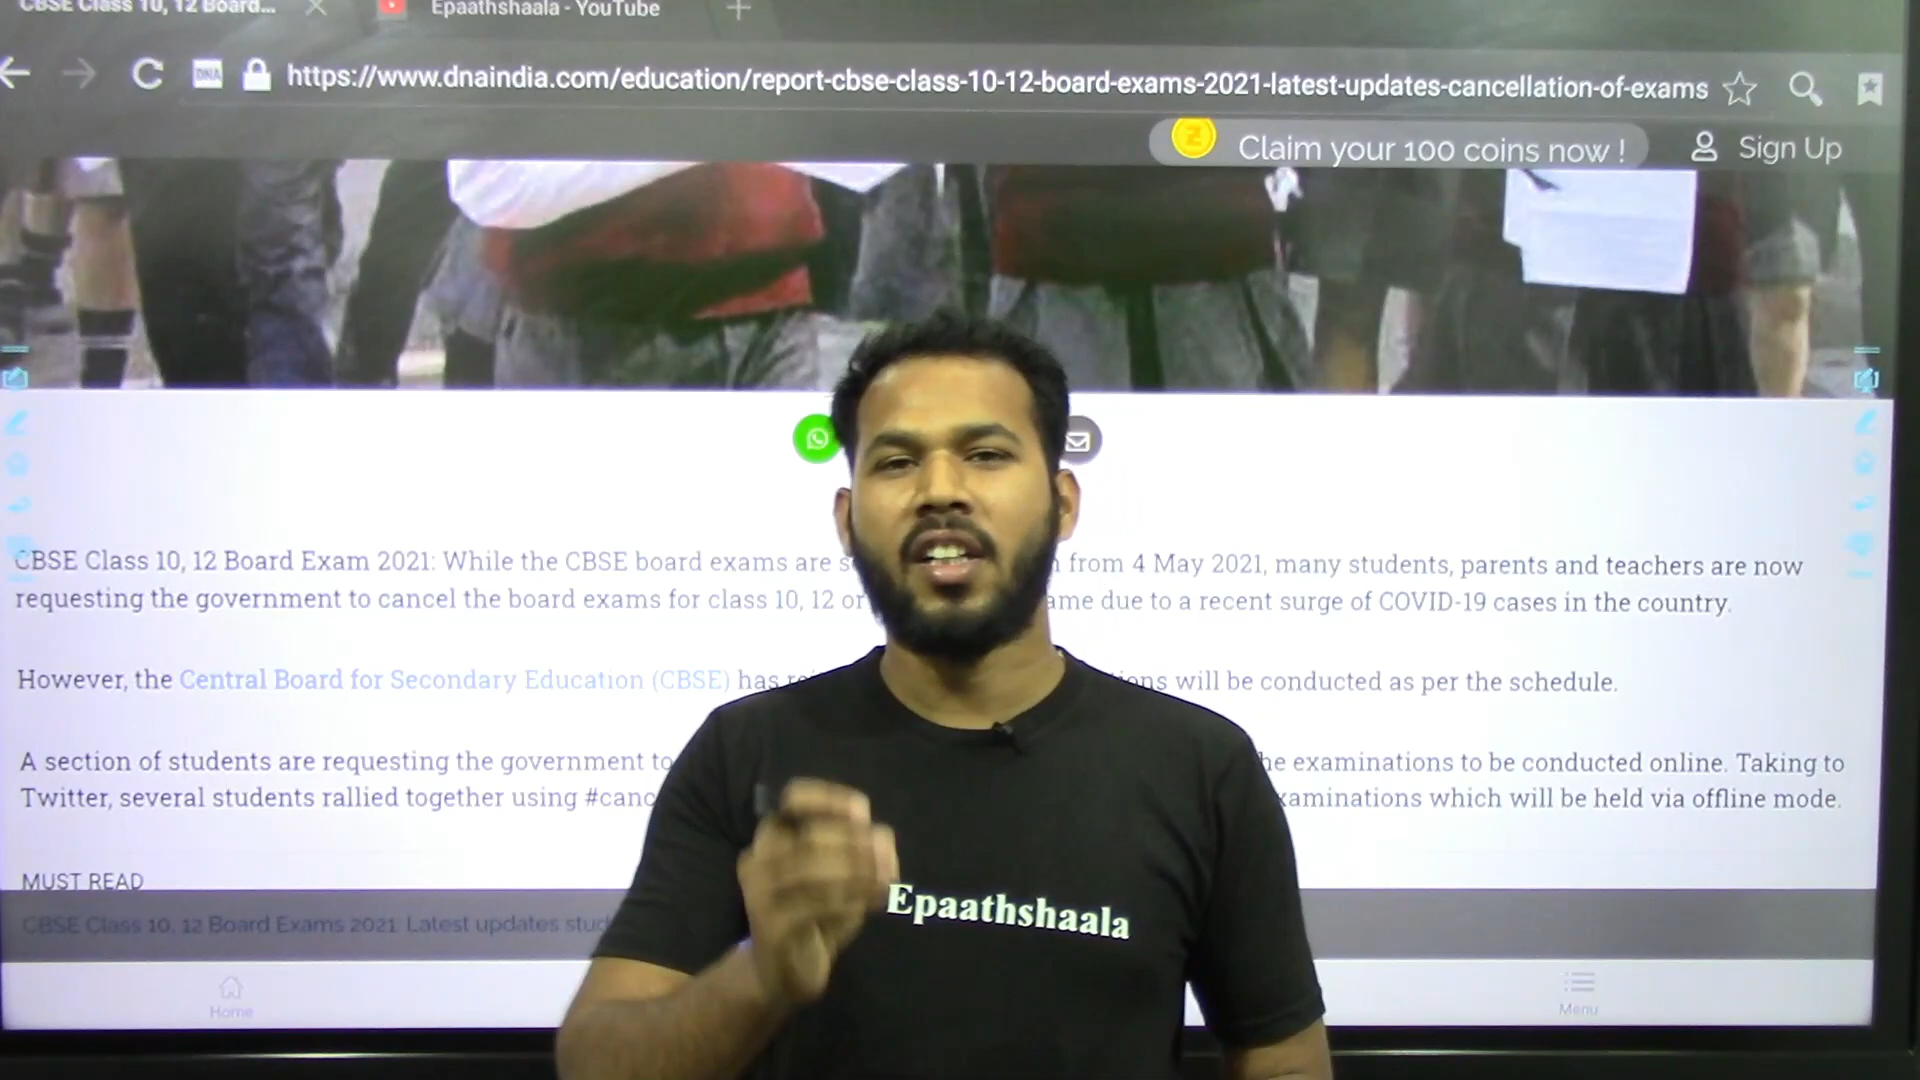 CBSE Class 10, 12 Board...
Epaathshaala - YouTube
DNA
https://www.dnaindia.com/education/report-cbse-class-10-12-board-exams-2021-latest-updates-cancellation-of-exams
Claim your 100 coins now !
Sign Up
CBSE Class 10, 12 Board Exam 2021: While the CBSE board exams are from 4 May 2021, many students, parents and teachers are now
requesting the government to cancel the board exams for class 10, 12 or due to a recent surge of COVID-19 cases in the country.
However, the Central Board for Secondary Education (CBSE) has will be conducted as per the schedule.
A section of students are requesting the government to examinations to be conducted online. Taking to
Twitter, several students rallied together using which will be held via offline mode.
MUST READ
CBSE Class 10, 12 Board Exams 2021: Latest updates
Epaathshaala
Home
Menu